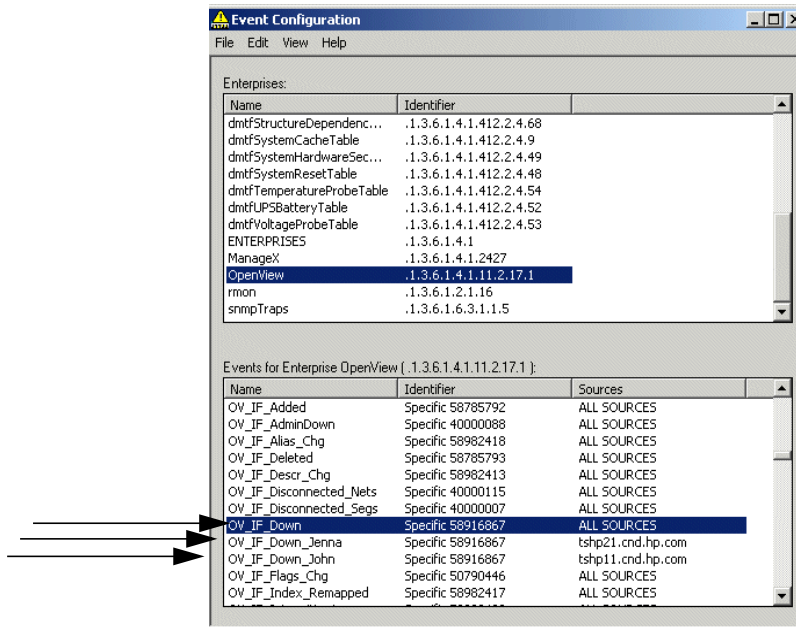 Event Configuration
File Edit View Help
Enterprises:
Name Identifier
dmtfStructureDependenc... .1.3.6.1.4.1.412.2.4.68
dmtfSystemCacheTable .1.3.6.1.4.1.412.2.4.9
dmtfSystemHardwareSec... .1.3.6.1.4.1.412.2.4.49
dmtfSystemResetTable .1.3.6.1.4.1.412.2.4.48
dmtfTemperatureProbeTable .1.3.6.1.4.1.412.2.4.54
dmtfUPSBatteryTable .1.3.6.1.4.1.412.2.4.52
dmtfVoltageProbeTable .1.3.6.1.4.1.412.2.4.53
ENTERPRISES .1.3.6.1.4.1
ManageX .1.3.6.1.4.1.2427
OpenView .1.3.6.1.4.1.11.2.17.1
rmon .1.3.6.1.2.1.16
snmpTraps .1.3.6.1.6.3.1.1.5
Events for Enterprise OpenView ( .1.3.6.1.4.1.11.2.17.1 ):
Name Identifier Sources
OV_IF_Added Specific 58785792 ALL SOURCES
OV_IF_AdminDown Specific 40000088 ALL SOURCES
OV_IF_Alias_Chg Specific 58982418 ALL SOURCES
OV_IF_Deleted Specific 58785793 ALL SOURCES
OV_IF_Descr_Chg Specific 58982413 ALL SOURCES
OV_IF_Disconnected_Nets Specific 40000115 ALL SOURCES
OV_IF_Disconnected_Segs Specific 40000007 ALL SOURCES
OV_IF_Down Specific 58916867 ALL SOURCES
OV_IF_Down_Jenna Specific 58916867 tshp21.cnd.hp.com
OV_IF_Down_John Specific 58916867 tshp11.cnd.hp.com
OV_IF_Flags_Chg Specific 50790446 ALL SOURCES
OV_IF_Index_Remapped Specific 58982417 ALL SOURCES